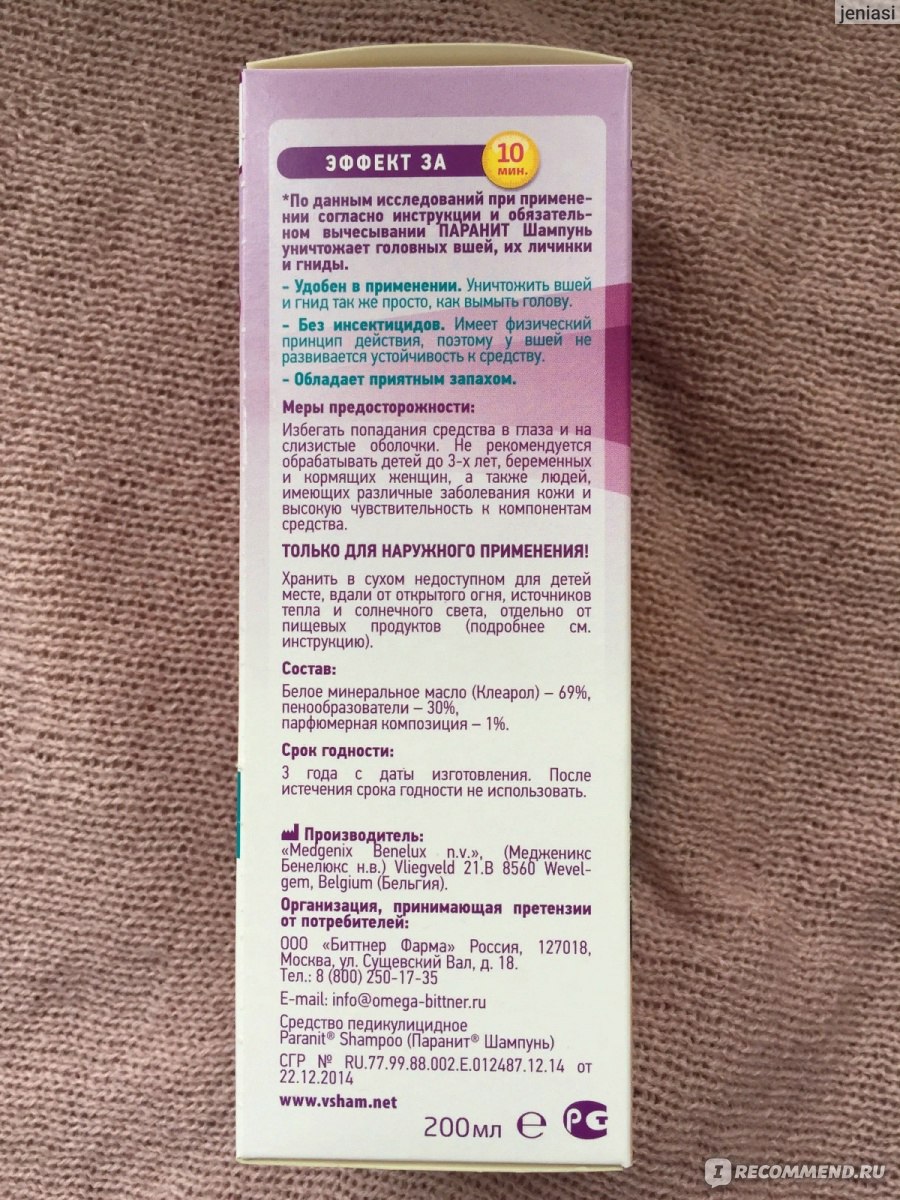 jeniasi
ЭФФЕКТ ЗА 10 мин.
*По данным исследований при примене-
нии согласно инструкции и обязатель-
ном вычесывании ПАРАНИТ Шампунь
уничтожает головных вшей, их личинки
и гниды.
- Удобен в применении. Уничтожить вшей
и гнид так же просто, как вымыть голову.
- Без инсектицидов. Имеет физический
принцип действия, поэтому у вшей не
развивается устойчивость к средству.
- Обладает приятным запахом.
Меры предосторожности:
Избегать попадания средства в глаза и на
слизистые оболочки. Не рекомендуется
обрабатывать детей до 3-х лет, беременных
и кормящих женщин, а также людей,
имеющих различные заболевания кожи и
высокую чувствительность к компонентам
средства.
ТОЛЬКО ДЛЯ НАРУЖНОГО ПРИМЕНЕНИЯ!
Хранить в сухом недоступном для детей
месте, вдали от открытого огня, источников
тепла и солнечного света, отдельно от
пищевых продуктов (подробнее см.
инструкцию).
Состав:
Белое минеральное масло (Клеарол) – 69%,
пенообразователи – 30%,
парфюмерная композиция – 1%.
Срок годности:
3 года с даты изготовления. После
истечения срока годности не использовать.
Производитель:
«Medgenix Benelux n.v.», (Медженикс
Бенелюкс н.в.) Vliegveld 21.B 8560 Wevel-
gem, Belgium (Бельгия).
Организация, принимающая претензии
от потребителей:
ООО «Биттнер Фарма» Россия, 127018,
Москва, ул. Сущевский Вал, д. 18.
Тел.: 8 (800) 250-17-35
E-mail: info@omega-bittner.ru
Средство педикулицидное
Paranit® Shampoo (Паранит® Шампунь)
СГР № RU.77.99.88.002.E.012487.12.14 от
22.12.2014
www.vsham.net
200мл e РСТ
IRECOMMEND.RU